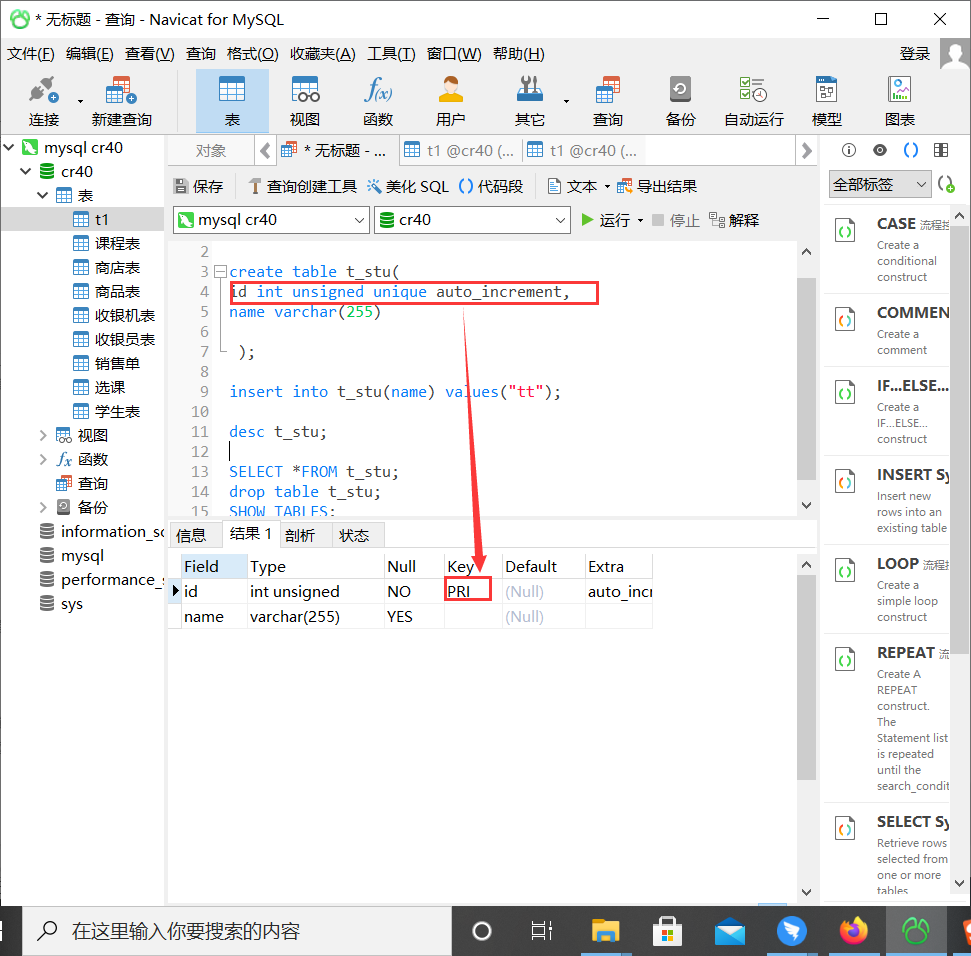 * 无标题 - 查询 - Navicat for MySQL
文件(F) 编辑(E) 查看(V) 查询 格式(O) 收藏夹(A) 工具(T) 窗口(W) 帮助(H) 登录
连接 新建查询 表 视图 函数 用户 其它 查询 备份 自动运行 模型 图表
mysql cr40
cr40
表
t1
课程表
商店表
商品表
收银机表
收银员表
销售单
选课
学生表
视图
函数
查询
备份
information_sc
mysql
performance_s
sys
对象 * 无标题 - ... t1 @cr40 (... t1 @cr40 (...
保存 查询创建工具 美化 SQL 代码段 文本 导出结果
mysql cr40 cr40 运行 停止 解释
2
3 create table t_stu(
4 id int unsigned unique auto_increment,
5 name varchar(255)
6
7 );
8
9 insert into t_stu(name) values("tt");
10
11 desc t_stu;
12
13 SELECT *FROM t_stu;
14 drop table t_stu;
15 SHOW TABLES;
信息 结果 1 剖析 状态
Field Type Null Key Default Extra
id int unsigned NO PRI (Null) auto_incr
name varchar(255) YES (Null)
全部标签
CASE 流程控
Create a
conditional
construct
COMMEN
Create a
comment
IF...ELSE...
Create a
IF...ELSE...
construct
INSERT Sy
Insert new
rows into an
existing table
LOOP 流程控
Create a
simple loop
construct
REPEAT 流
Create A
REPEAT
construct.
The
Statement list
is repeated
until the
search_condit
SELECT Sy
Retrieve rows
selected from
one or more
tables
在这里输入你要搜索的内容